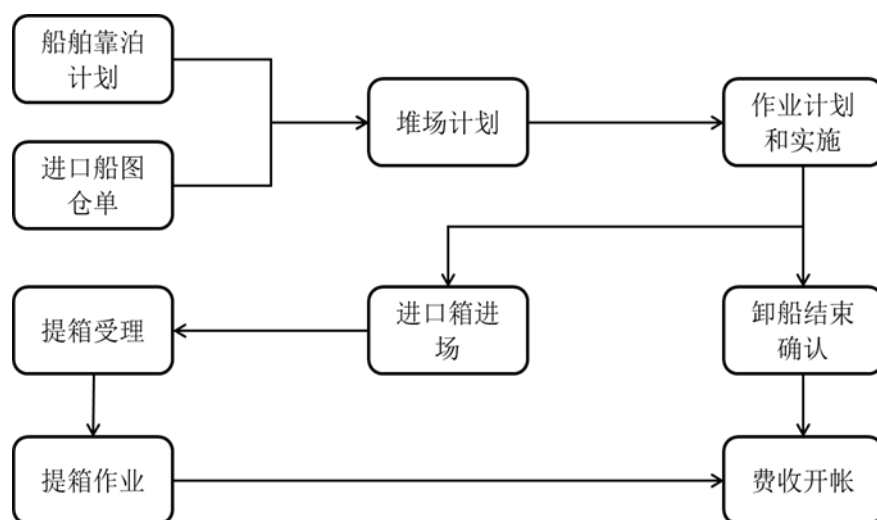 船舶靠泊
计划
进口船图
仓单
堆场计划
作业计划
和实施
提箱受理
进口箱进
场
卸船结束
确认
提箱作业
费收开帐